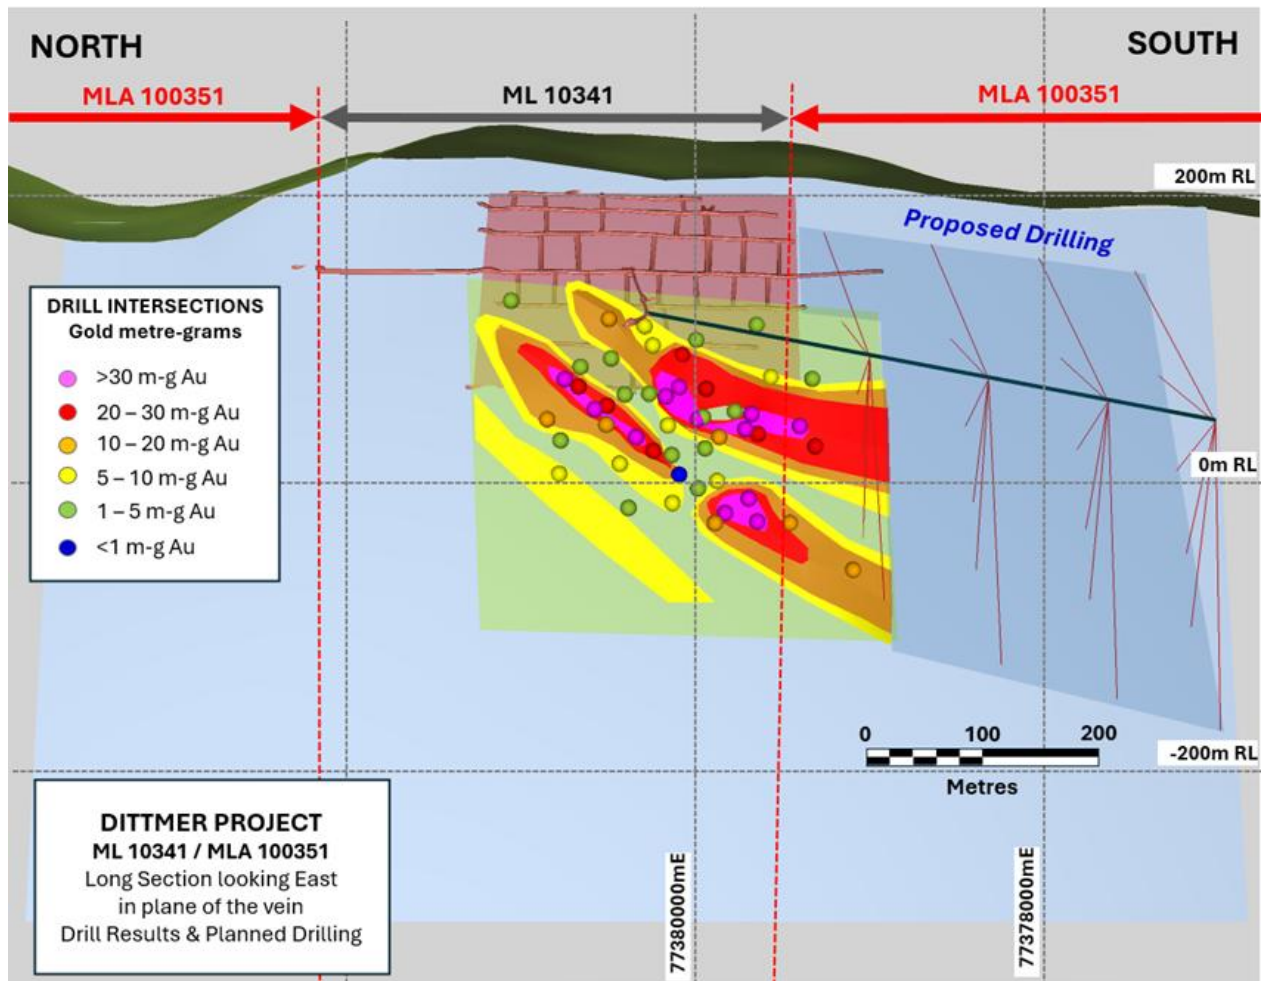 NORTH
SOUTH
MLA 100351
ML 10341
MLA 100351
200m RL
Proposed Drilling
DRILL INTERSECTIONS
Gold metre-grams
>30 m-g Au
20 – 30 m-g Au
10 – 20 m-g Au
5 – 10 m-g Au
1 – 5 m-g Au
<1 m-g Au
0m RL
0 100 200
Metres
-200m RL
DITTMER PROJECT
ML 10341 / MLA 100351
Long Section looking East
in plane of the vein
Drill Results & Planned Drilling
7738000mE
7737800mE